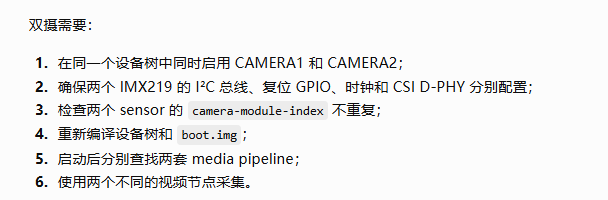 双摄需要：
1. 在同一个设备树中同时启用 CAMERA1 和 CAMERA2；
2. 确保两个 IMX219 的 I²C 总线、复位 GPIO、时钟和 CSI D-PHY 分别配置；
3. 检查两个 sensor 的 camera-module-index 不重复；
4. 重新编译设备树和 boot.img；
5. 启动后分别查找两套 media pipeline；
6. 使用两个不同的视频节点采集。